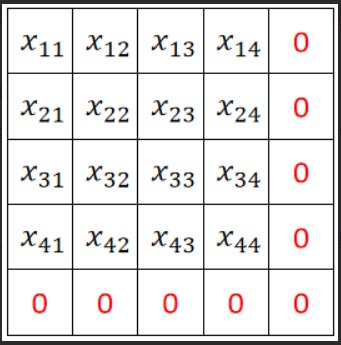 x₁₁ x₁₂ x₁₃ x₁₄ 0
x₂₁ x₂₂ x₂₃ x₂₄ 0
x₃₁ x₃₂ x₃₃ x₃₄ 0
x₄₁ x₄₂ x₄₃ x₄₄ 0
0 0 0 0 0